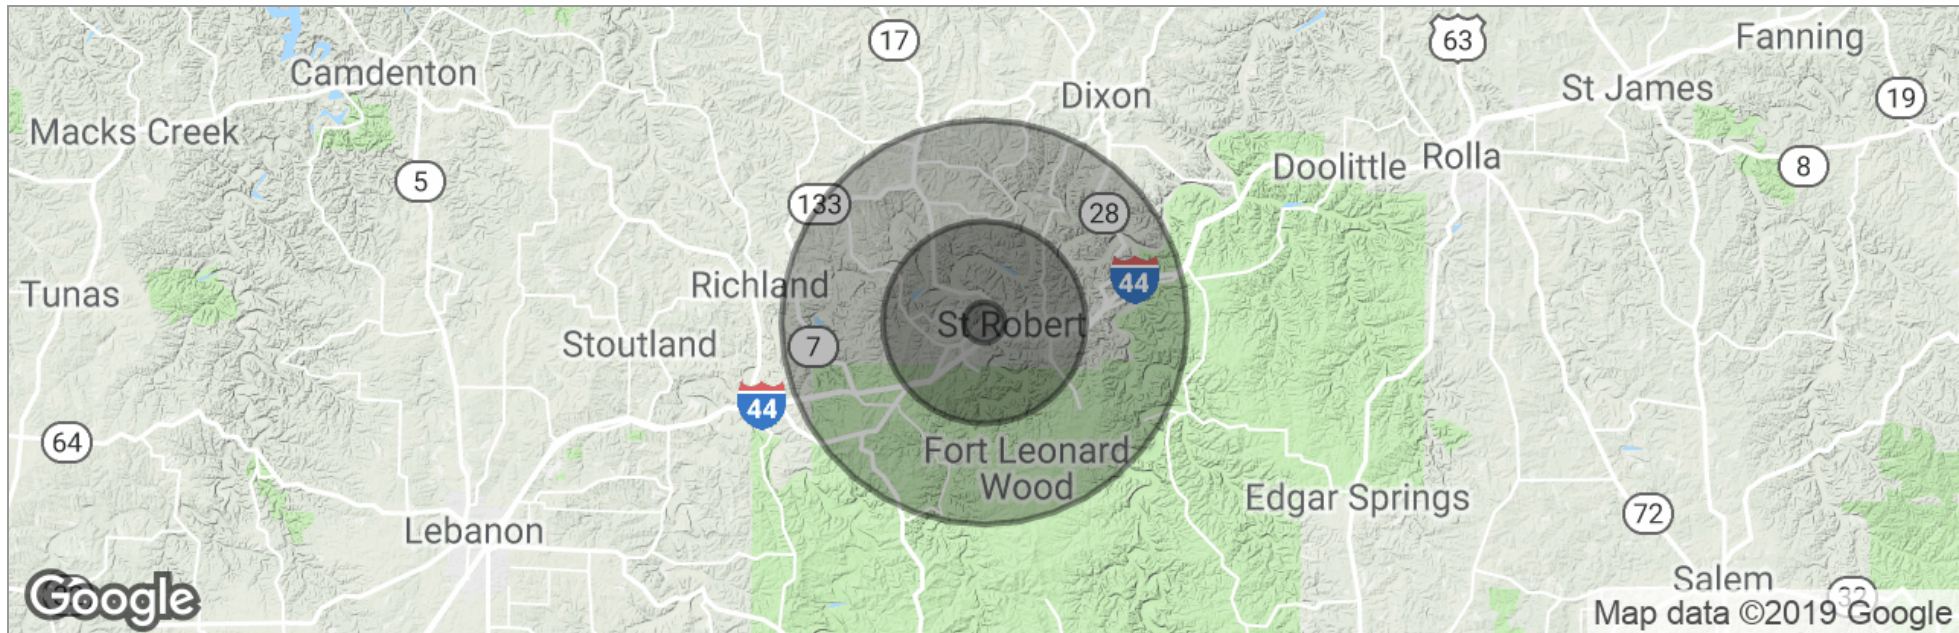 17
63
Fanning
Camdenton
St James
Dixon
19
Macks Creek
Doolittle
Rolla
8
5
133
28
Richland
44
Tunas
St Robert
Stoutland
7
44
64
Fort Leonard
Wood
Edgar Springs
72
Lebanon
Salem
32
Google
Map data ©2019 Google